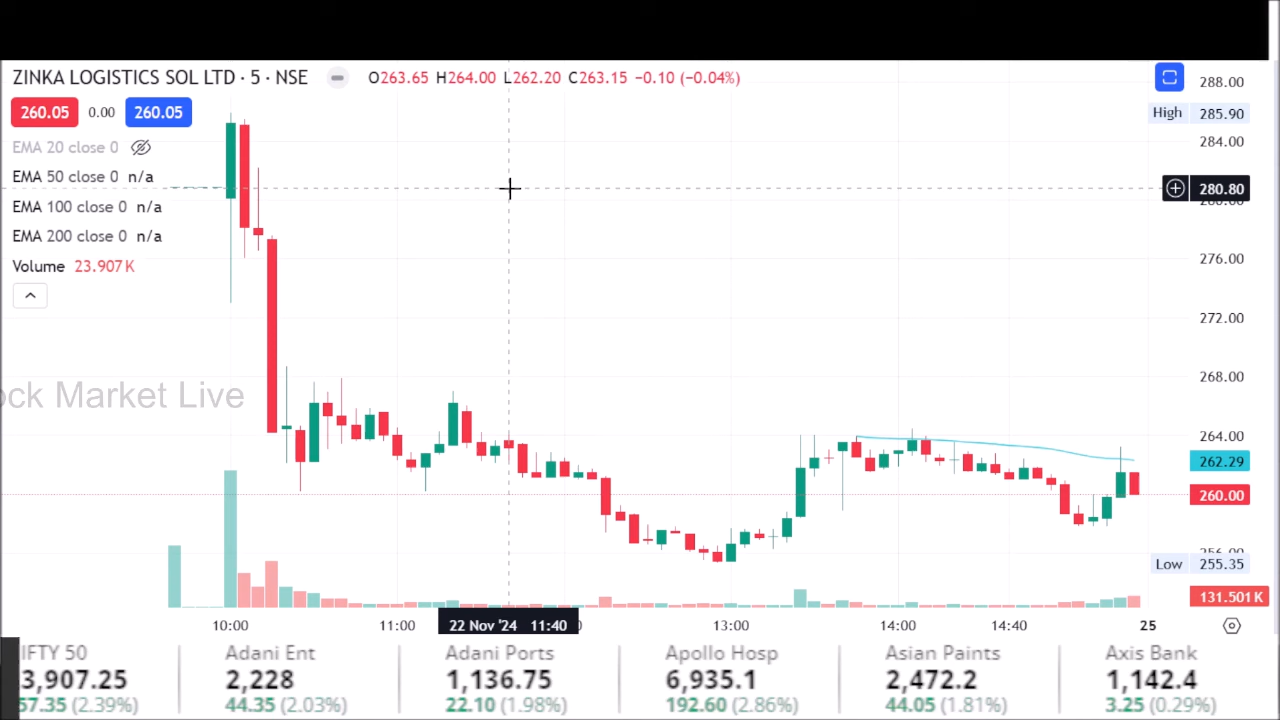 ZINKA LOGISTICS SOL LTD · 5 · NSE O263.65 H264.00 L262.20 C263.15 −0.10 (−0.04%)
260.05 0.00 260.05
EMA 20 close 0
EMA 50 close 0 n/a
EMA 100 close 0 n/a
EMA 200 close 0 n/a
Volume 23.907 K
288.00
High 285.90
284.00
280.80
276.00
272.00
268.00
264.00
262.29
260.00
Low 255.35
131.501 K
ock Market Live
10:00 11:00 22 Nov '24 11:40 13:00 14:00 14:40 25
IFTY 50 Adani Ent Adani Ports Apollo Hosp Asian Paints Axis Bank
3,907.25 2,228 1,136.75 6,935.1 2,472.2 1,142.4
57.35 (2.39%) 44.35 (2.03%) 22.10 (1.98%) 192.60 (2.86%) 44.05 (1.81%) 3.25 (0.29%)